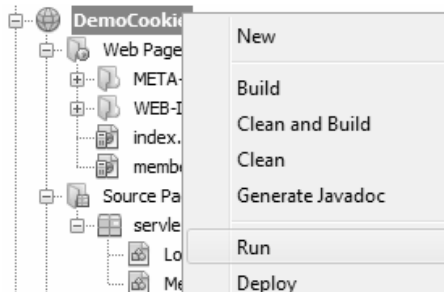 DemoCookie
Web Page
META-
WEB-I
index.
membe
Source Pa
servle
Lo
Me
New
Build
Clean and Build
Clean
Generate Javadoc
Run
Deploy